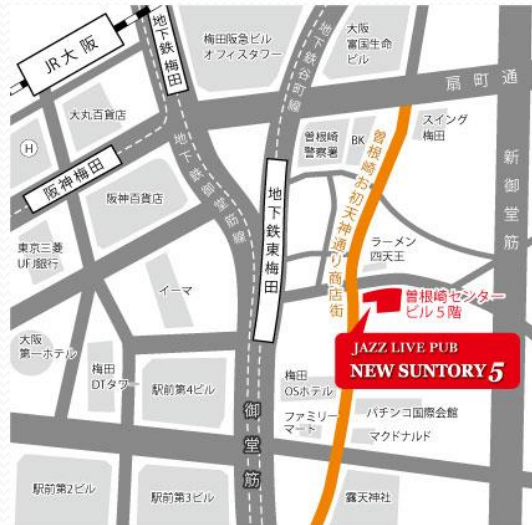 JR大阪
地下鉄梅田
梅田阪急ビル
オフィスタワー
地下鉄谷町線
大阪
富国生命
ビル
扇町通
大丸百貨店
H
地下鉄御堂筋線
曽根崎
警察署
BK
スイング
梅田
阪神梅田
阪神百貨店
地下鉄東梅田
曽根崎お初天神通り商店街
新御堂筋
東京三菱
UFJ銀行
イーマ
ラーメン
四天王
曽根崎センター
ビル5階
大阪
第一ホテル
梅田
DTタワー
駅前第4ビル
御堂筋
梅田
OSホテル
JAZZ LIVE PUB
NEW SUNTORY 5
ファミリー
マート
パチンコ国際会館
マクドナルド
駅前第2ビル
駅前第3ビル
露天神社